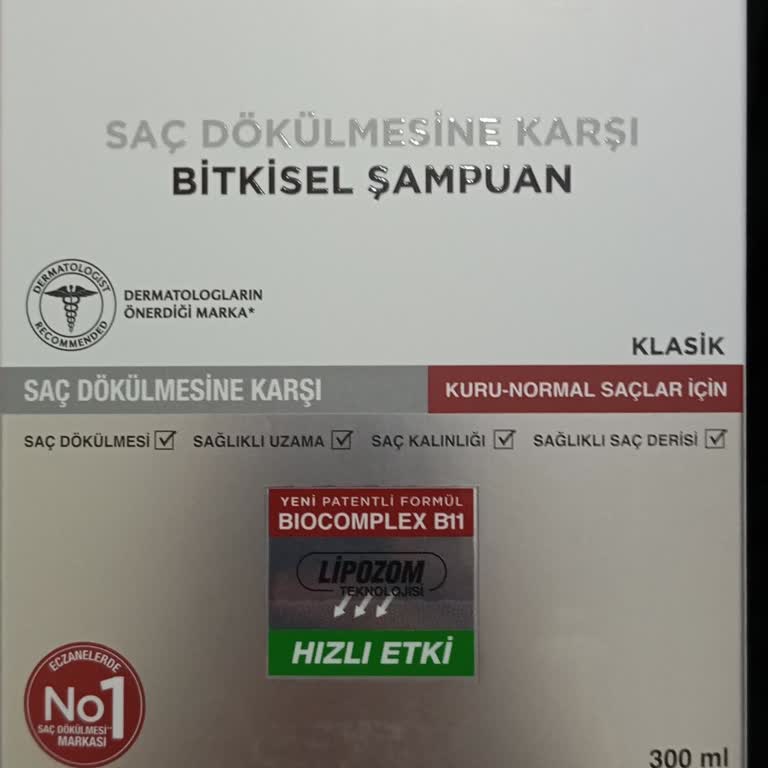 SAÇ DÖKÜLMESİNE KARŞI
BİTKİSEL ŞAMPUAN
DERMATOLOGIST
RECOMMENDED
DERMATOLOGLARIN
ÖNERDİĞİ MARKA*
KLASİK
SAÇ DÖKÜLMESİNE KARŞI
KURU-NORMAL SAÇLAR İÇİN
SAÇ DÖKÜLMESİ
SAĞLIKLI UZAMA
SAÇ KALINLIĞI
SAĞLIKLI SAÇ DERİSİ
YENİ PATENTLİ FORMÜL
BIOCOMPLEX B11
LİPOZOM
TEKNOLOJİSİ
HIZLI ETKİ
ECZANELERDE
No1
SAÇ DÖKÜLMESİ**
MARKASI
300 ml